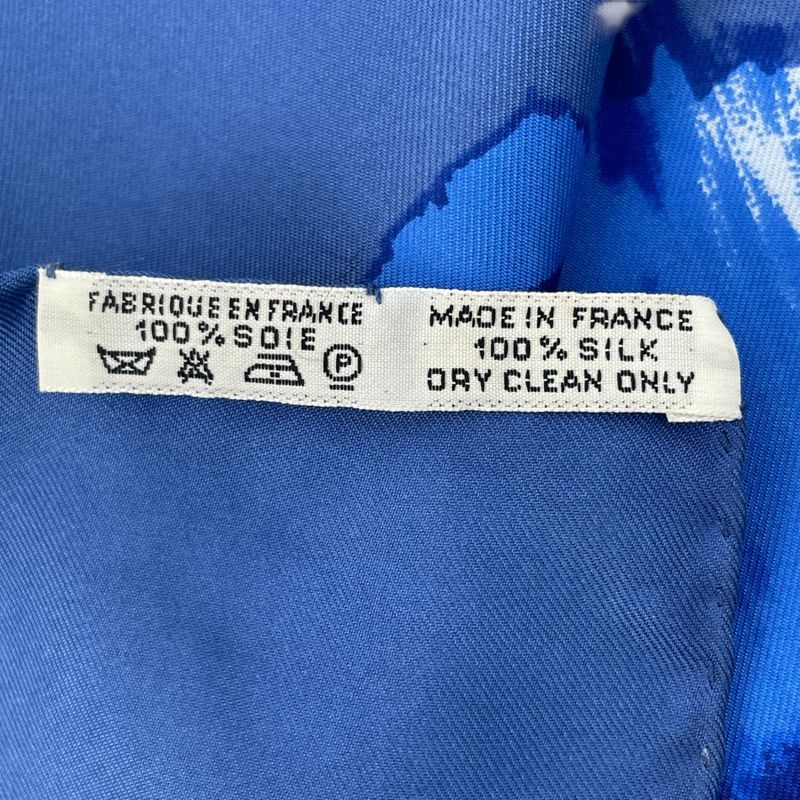 FABRIQUE EN FRANCE
100% SOIE
P
MADE IN FRANCE
100% SILK
DRY CLEAN ONLY